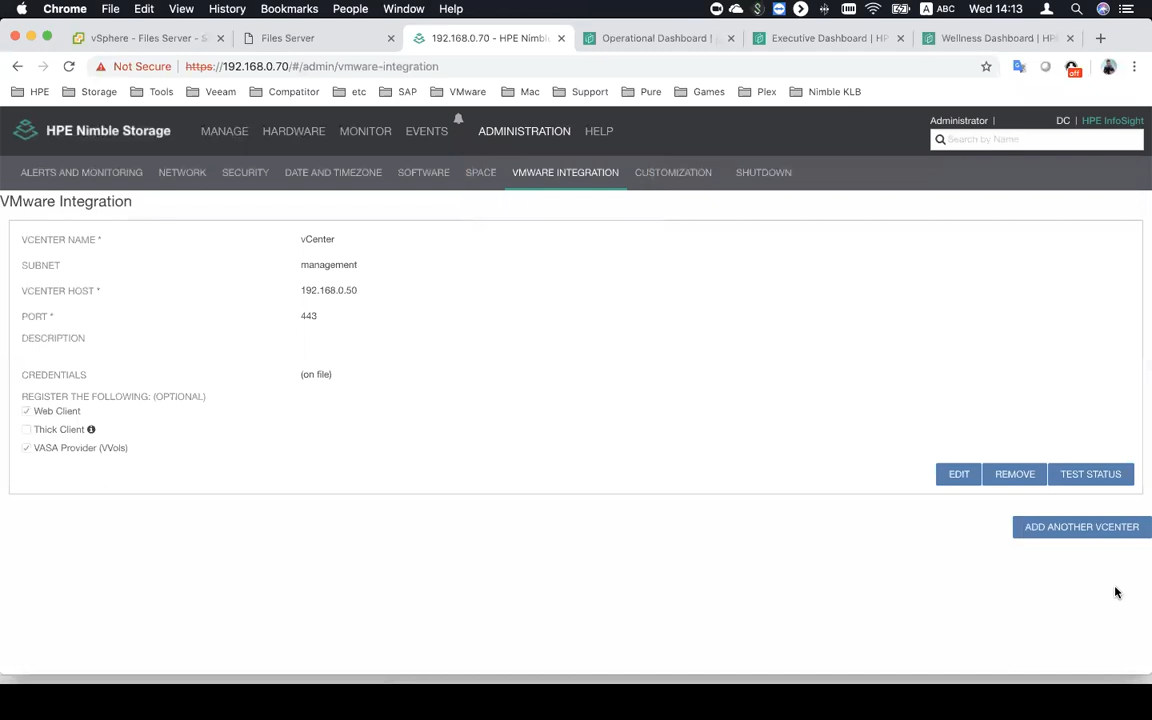 Chrome File Edit View History Bookmarks People Window Help ABC Wed 14:13
vSphere - Files Server - S Files Server 192.168.0.70 - HPE Nimbl Operational Dashboard | Executive Dashboard | HP Wellness Dashboard | HP
Not Secure https://192.168.0.70/#/admin/vmware-integration off
HPE Storage Tools Veeam Compatitor etc SAP VMware Mac Support Pure Games Plex Nimble KLB
HPE Nimble Storage MANAGE HARDWARE MONITOR EVENTS ADMINISTRATION HELP
Administrator | DC | HPE InfoSight
Search by Name
ALERTS AND MONITORING NETWORK SECURITY DATE AND TIMEZONE SOFTWARE SPACE VMWARE INTEGRATION CUSTOMIZATION SHUTDOWN
VMware Integration
VCENTER NAME * vCenter
SUBNET management
VCENTER HOST * 192.168.0.50
PORT * 443
DESCRIPTION
CREDENTIALS (on file)
REGISTER THE FOLLOWING: (OPTIONAL)
Web Client
Thick Client
VASA Provider (VVols)
EDIT REMOVE TEST STATUS
ADD ANOTHER VCENTER